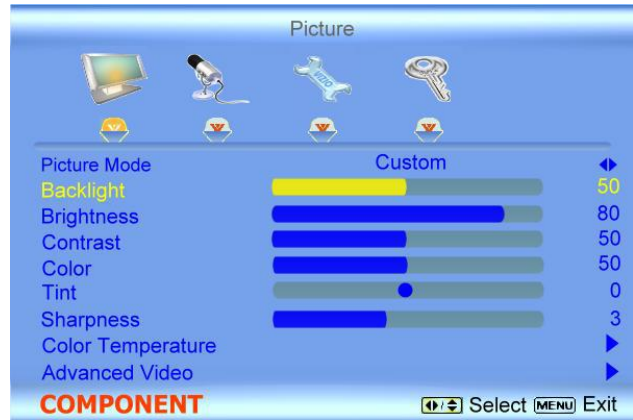 Picture
VIZIO
Picture Mode Custom
Backlight 50
Brightness 80
Contrast 50
Color 50
Tint 0
Sharpness 3
Color Temperature
Advanced Video
COMPONENT Select MENU Exit